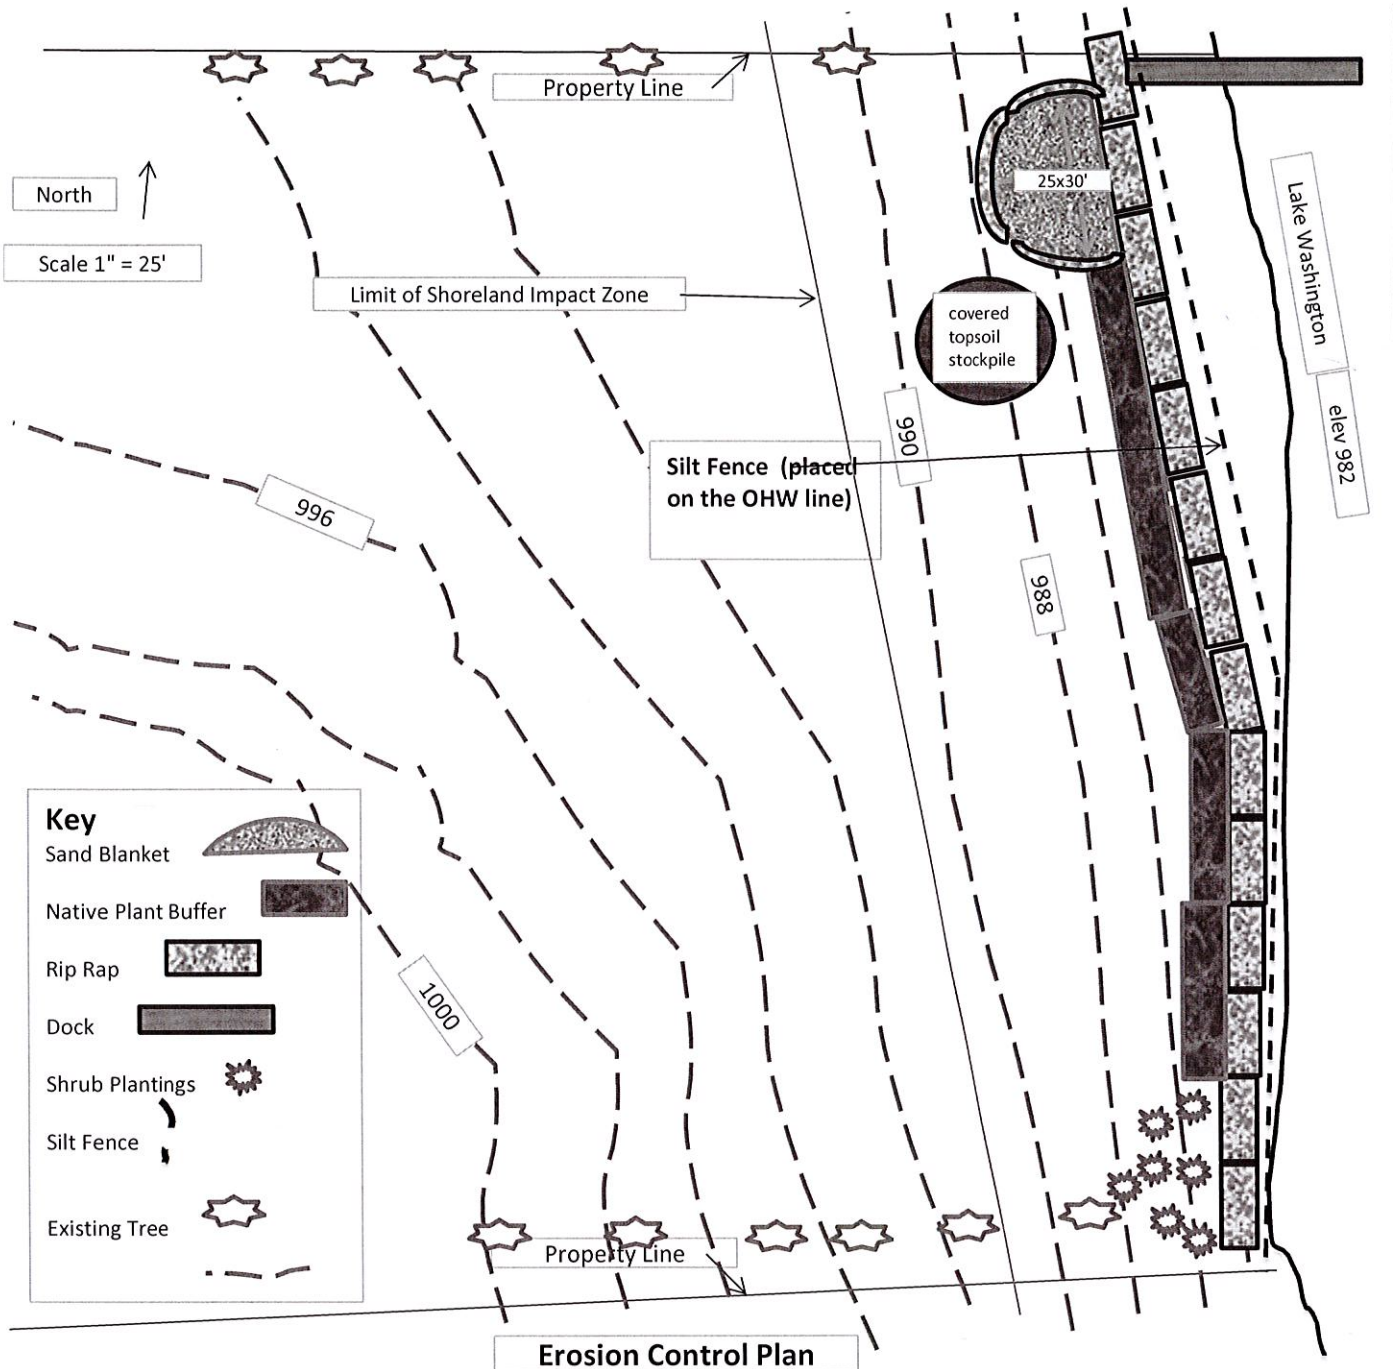 Property Line
North
Scale 1" = 25'
25x30'
Lake Washington
elev 982
Limit of Shoreland Impact Zone
covered
topsoil
stockpile
990
Silt Fence (placed
on the OHW line)
996
988
Key
Sand Blanket
Native Plant Buffer
Rip Rap
Dock
Shrub Plantings
Silt Fence
Existing Tree
1000
Property Line
Erosion Control Plan